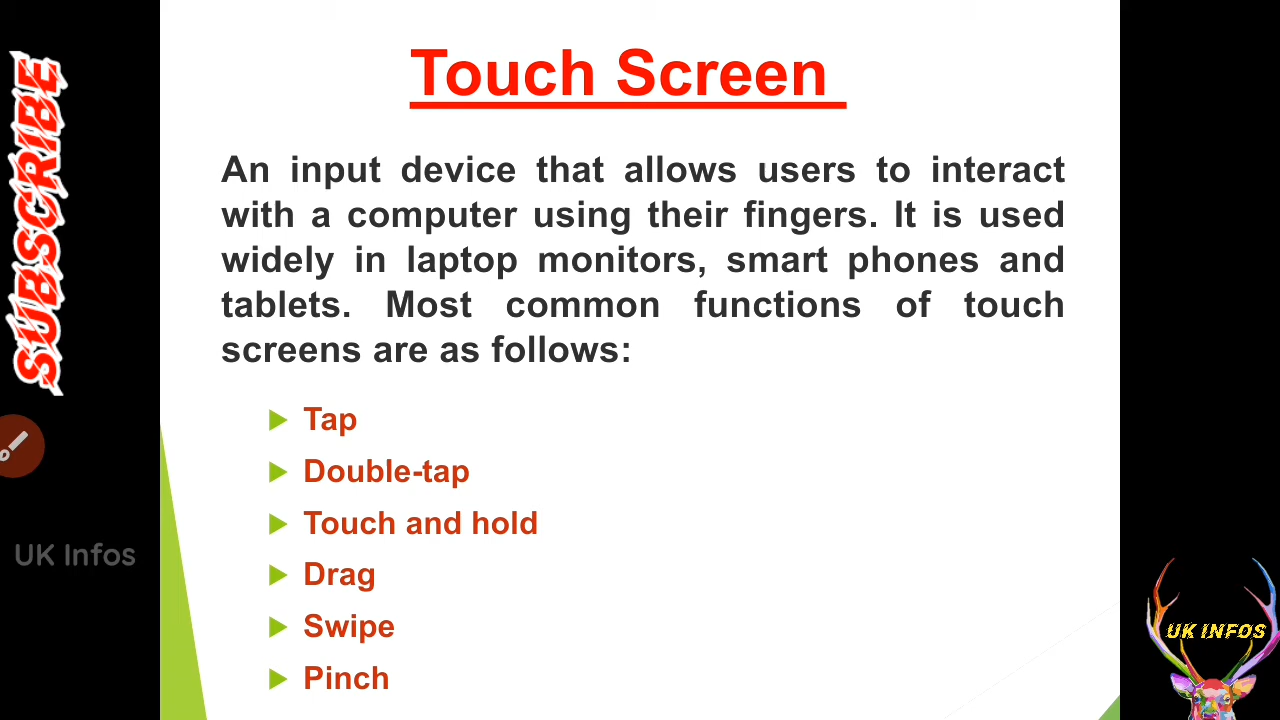 Touch Screen
An input device that allows users to interact
with a computer using their fingers. It is used
widely in laptop monitors, smart phones and
tablets. Most common functions of touch
screens are as follows:
Tap
Double-tap
Touch and hold
Drag
Swipe
Pinch
SUBSCRIBE
UK Infos
UK INFOS